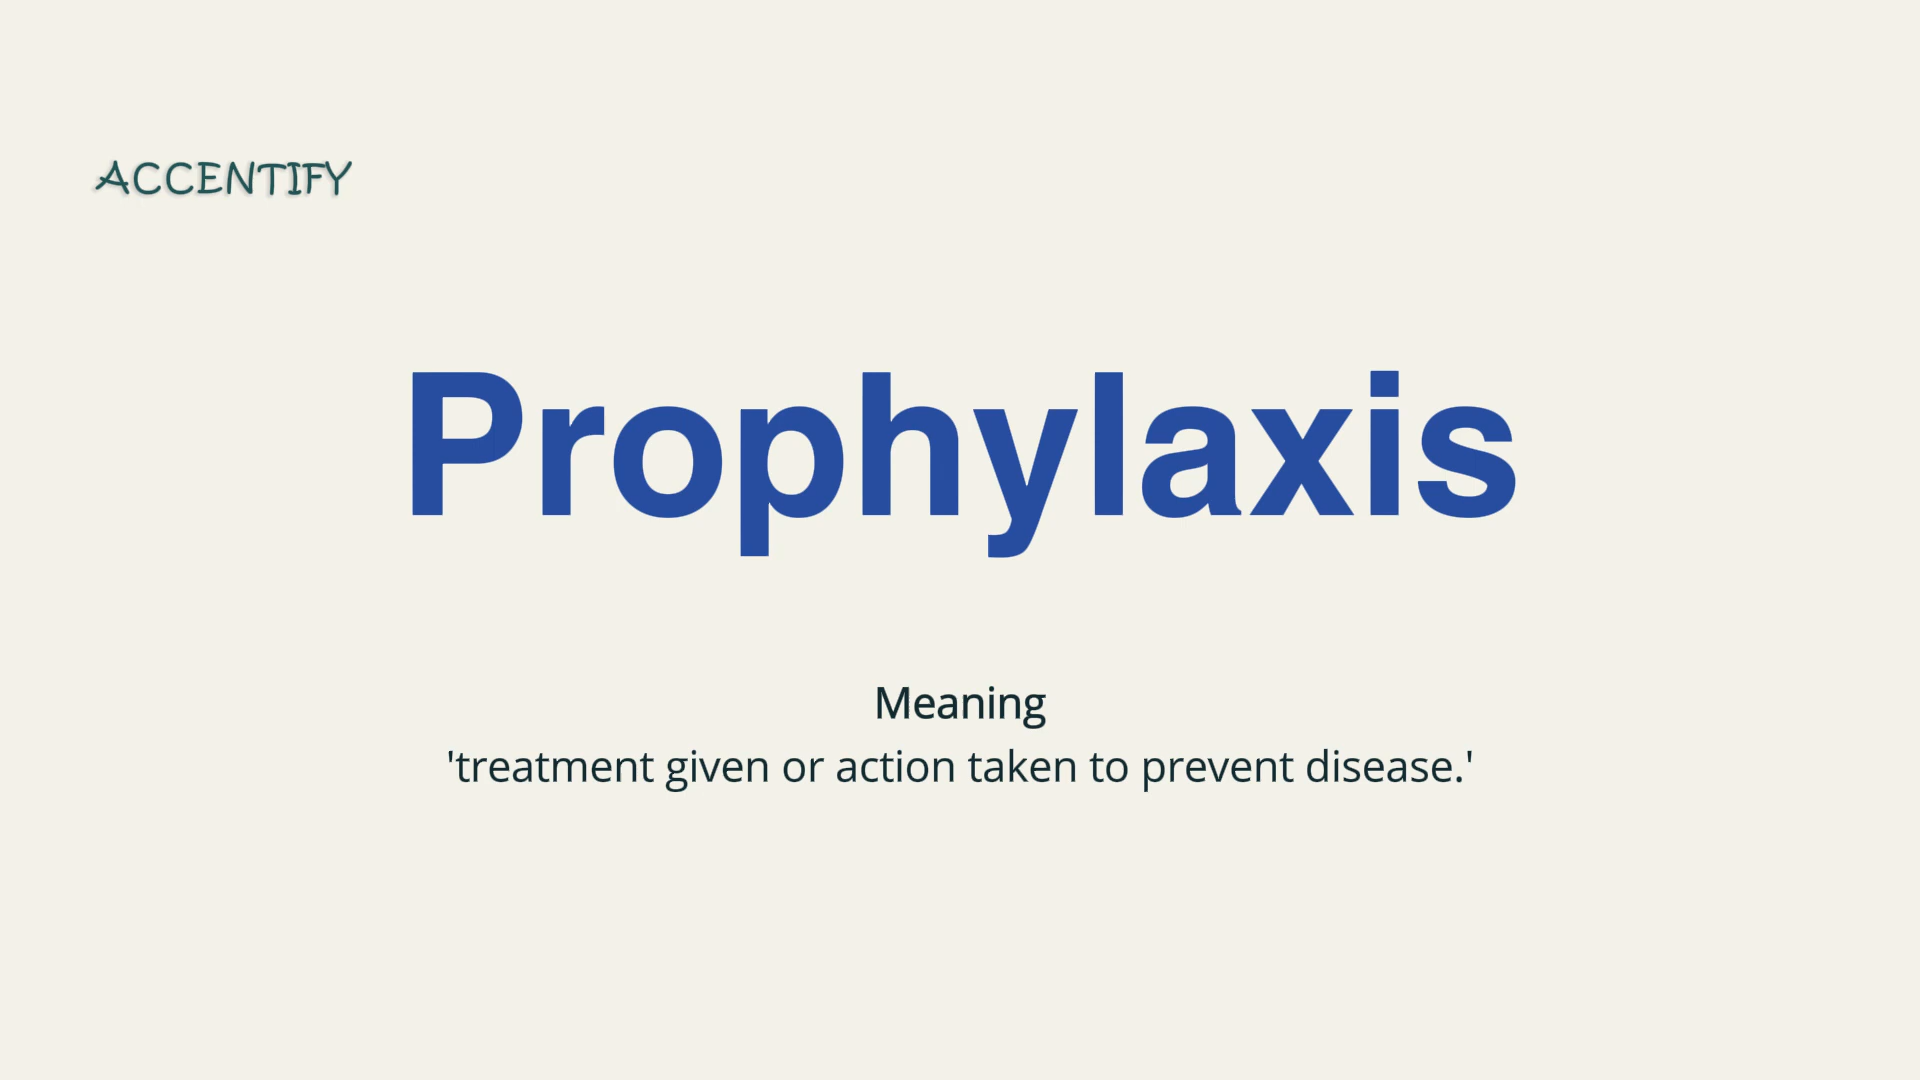 ACCENTIFY
Prophylaxis
Meaning
'treatment given or action taken to prevent disease.'